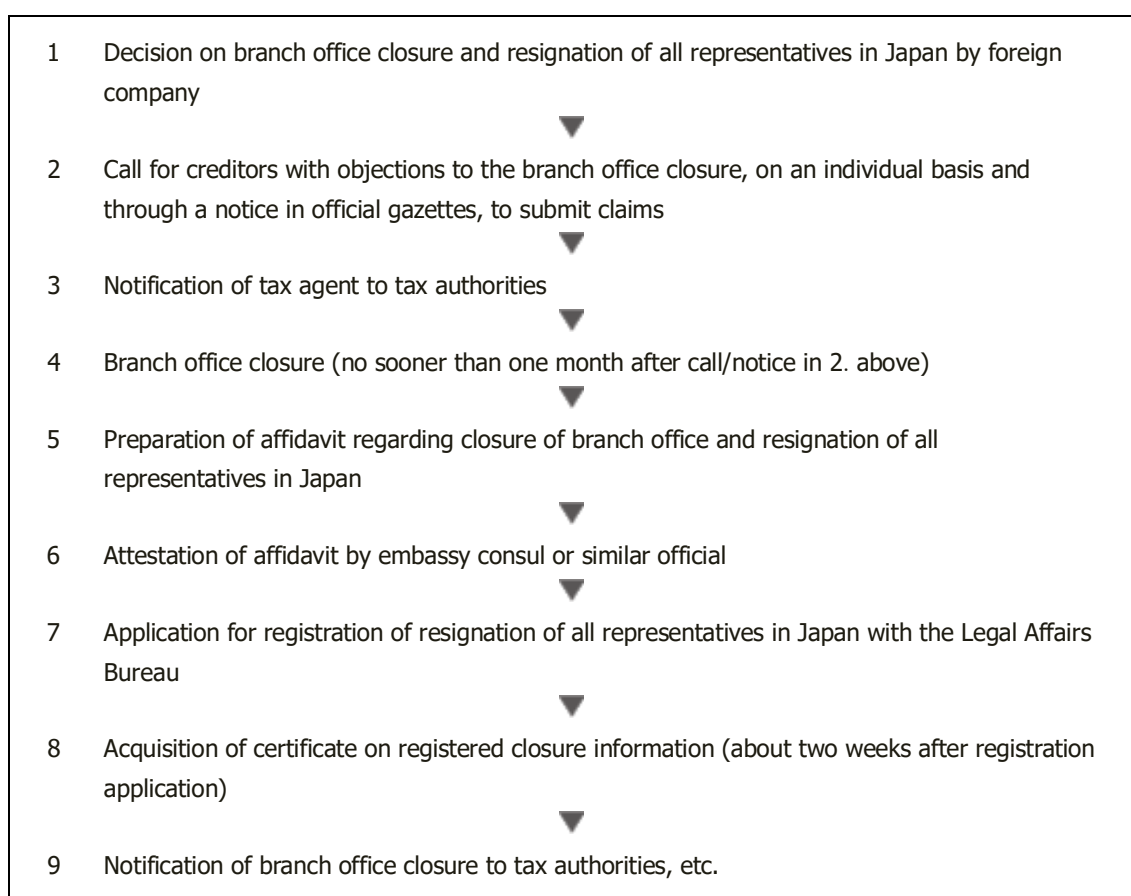 1 Decision on branch office closure and resignation of all representatives in Japan by foreign
company
2 Call for creditors with objections to the branch office closure, on an individual basis and
through a notice in official gazettes, to submit claims
3 Notification of tax agent to tax authorities
4 Branch office closure (no sooner than one month after call/notice in 2. above)
5 Preparation of affidavit regarding closure of branch office and resignation of all
representatives in Japan
6 Attestation of affidavit by embassy consul or similar official
7 Application for registration of resignation of all representatives in Japan with the Legal Affairs
Bureau
8 Acquisition of certificate on registered closure information (about two weeks after registration
application)
9 Notification of branch office closure to tax authorities, etc.